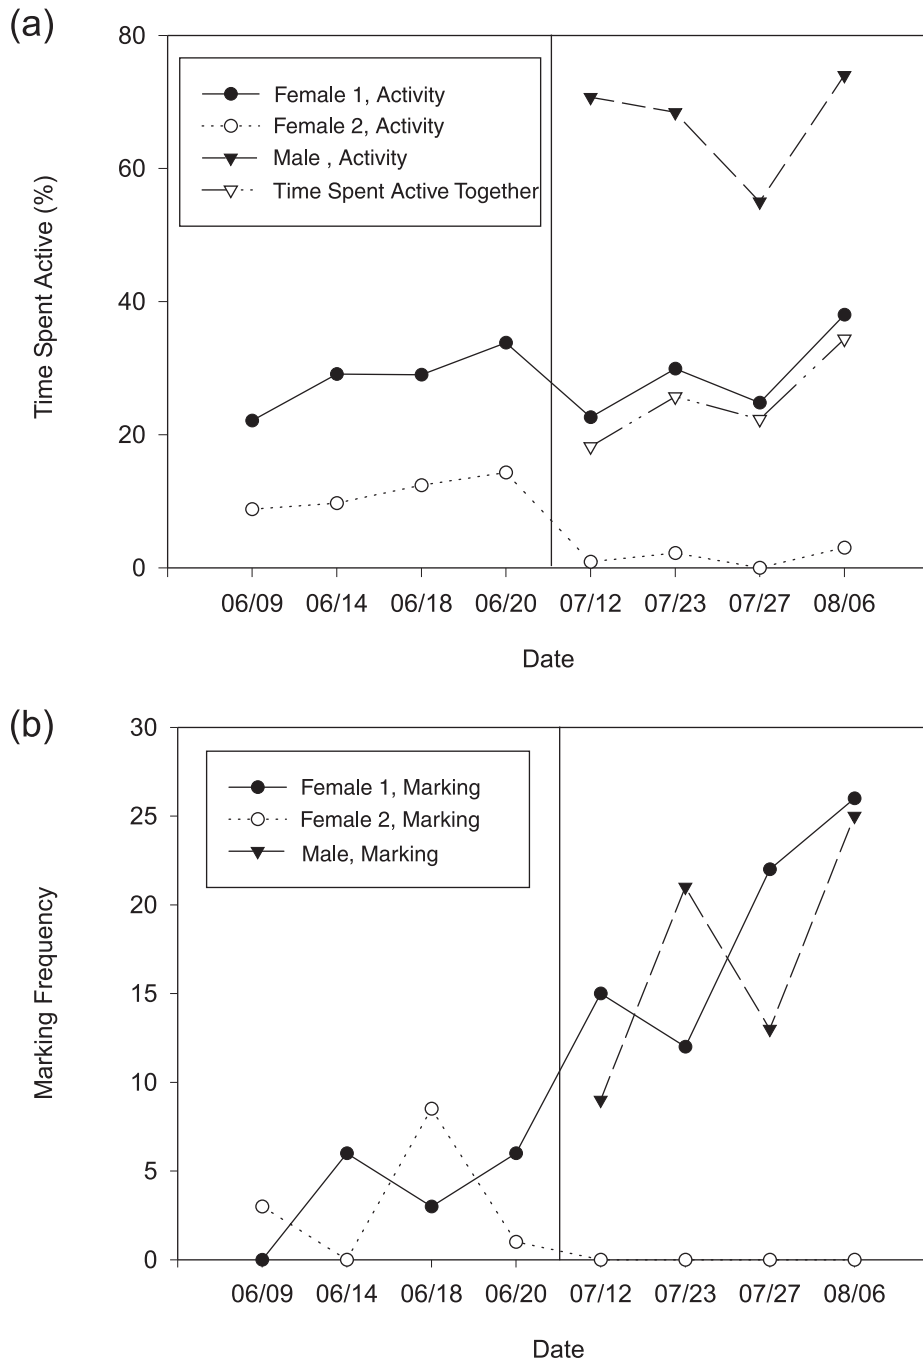 (a)
80
60
40
20
0
Time Spent Active (%)
Female 1, Activity
Female 2, Activity
Male , Activity
Time Spent Active Together
06/09 06/14 06/18 06/20 07/12 07/23 07/27 08/06
Date
(b)
30
25
20
15
10
5
0
Marking Frequency
Female 1, Marking
Female 2, Marking
Male, Marking
06/09 06/14 06/18 06/20 07/12 07/23 07/27 08/06
Date